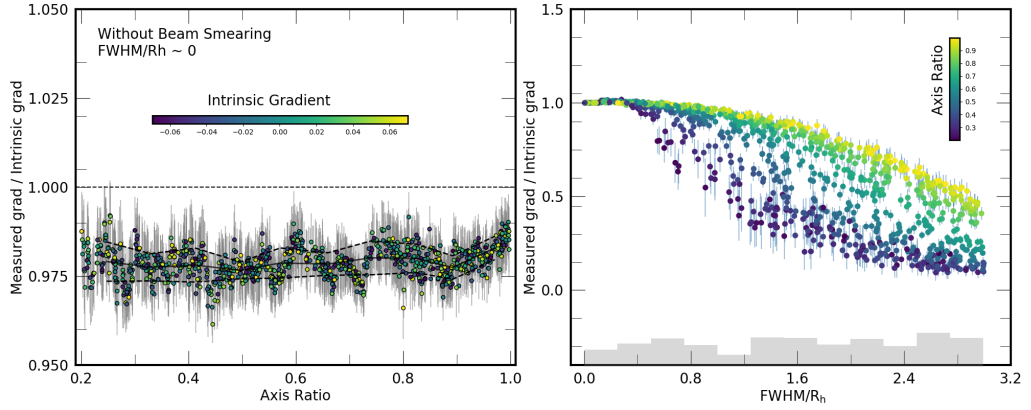 1.050
1.025
1.000
0.975
0.950
Measured grad / Intrinsic grad
Without Beam Smearing
FWHM/Rh ~ 0
Intrinsic Gradient
−0.06 −0.04 −0.02 0.00 0.02 0.04 0.06
0.2 0.4 0.6 0.8 1.0
Axis Ratio
1.5
1.0
0.5
0.0
Measured grad / Intrinsic grad
Axis Ratio
0.9
0.8
0.7
0.6
0.5
0.4
0.3
0.0 0.8 1.6 2.4 3.2
FWHM/Rh